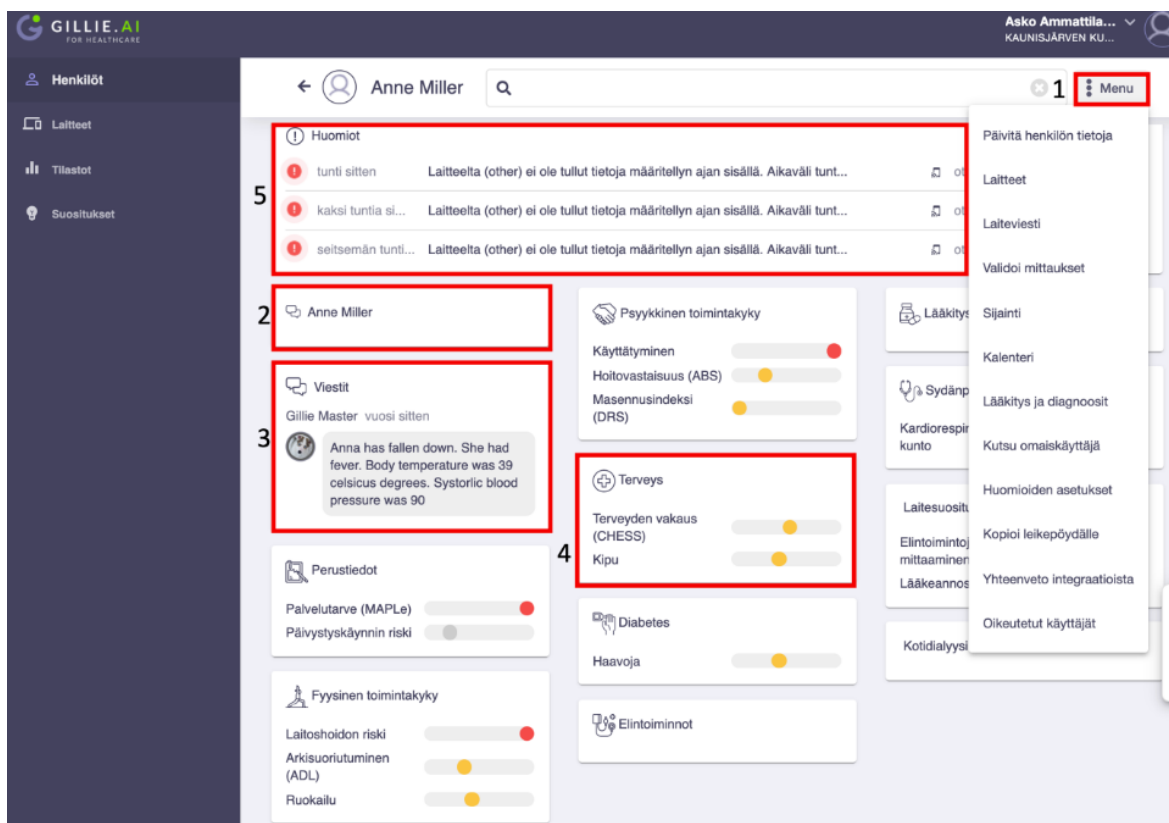 GILLIE.AI
FOR HEALTHCARE
Asko Ammattila...
KAUNISJÄRVEN KU...
Henkilöt
Laitteet
Tilastot
Suositukset
Anne Miller
1
Menu
Päivitä henkilön tietoja
Laitteet
Laiteviesti
Validoi mittaukset
Sijainti
Kalenteri
Lääkitys ja diagnoosit
Kutsu omaiskäyttäjä
Huomioiden asetukset
Kopioi leikepöydälle
Yhteenveto integraatioista
Oikeutetut käyttäjät
5
Huomiot
tunti sitten Laitteelta (other) ei ole tullut tietoja määritellyn ajan sisällä. Aikaväli tunt... ot
kaksi tuntia si... Laitteelta (other) ei ole tullut tietoja määritellyn ajan sisällä. Aikaväli tunt... ot
seitsemän tunti... Laitteelta (other) ei ole tullut tietoja määritellyn ajan sisällä. Aikaväli tunt... ot
2
Anne Miller
3
Viestit
Gillie Master vuosi sitten
Anna has fallen down. She had
fever. Body temperature was 39
celsicus degrees. Systorlic blood
pressure was 90
Perustiedot
Palvelutarve (MAPLe)
Päivystyskäynnin riski
Fyysinen toimintakyky
Laitoshoidon riski
Arkisuoriutuminen
(ADL)
Ruokailu
Psyykkinen toimintakyky
Käyttätyminen
Hoitovastaisuus (ABS)
Masennusindeksi
(DRS)
4
Terveys
Terveyden vakaus
(CHESS)
Kipu
Diabetes
Haavoja
Elintoiminnot
Lääkitys
Sydänp
Kardiorespir
kunto
Laitesuositu
Elintoimintoj
mittaaminen
Lääkeannos
Kotidialyysi